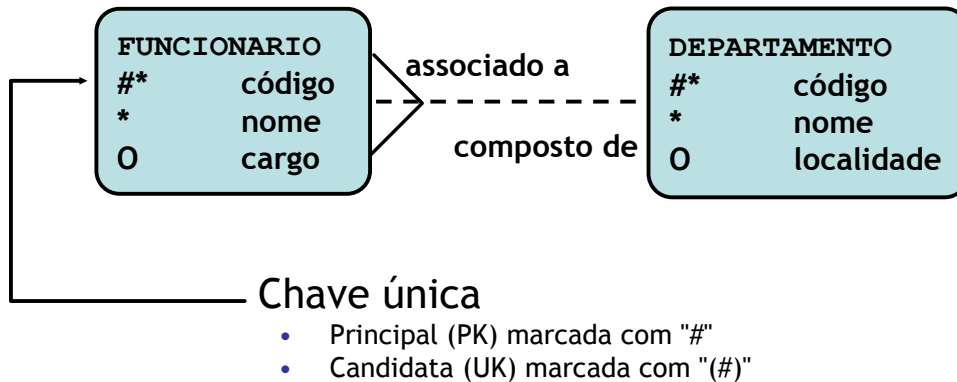 FUNCIONARIO
#* código
* nome
O cargo
associado a
composto de
DEPARTAMENTO
#* código
* nome
O localidade
Chave única
• Principal (PK) marcada com "#"
• Candidata (UK) marcada com "(#)"